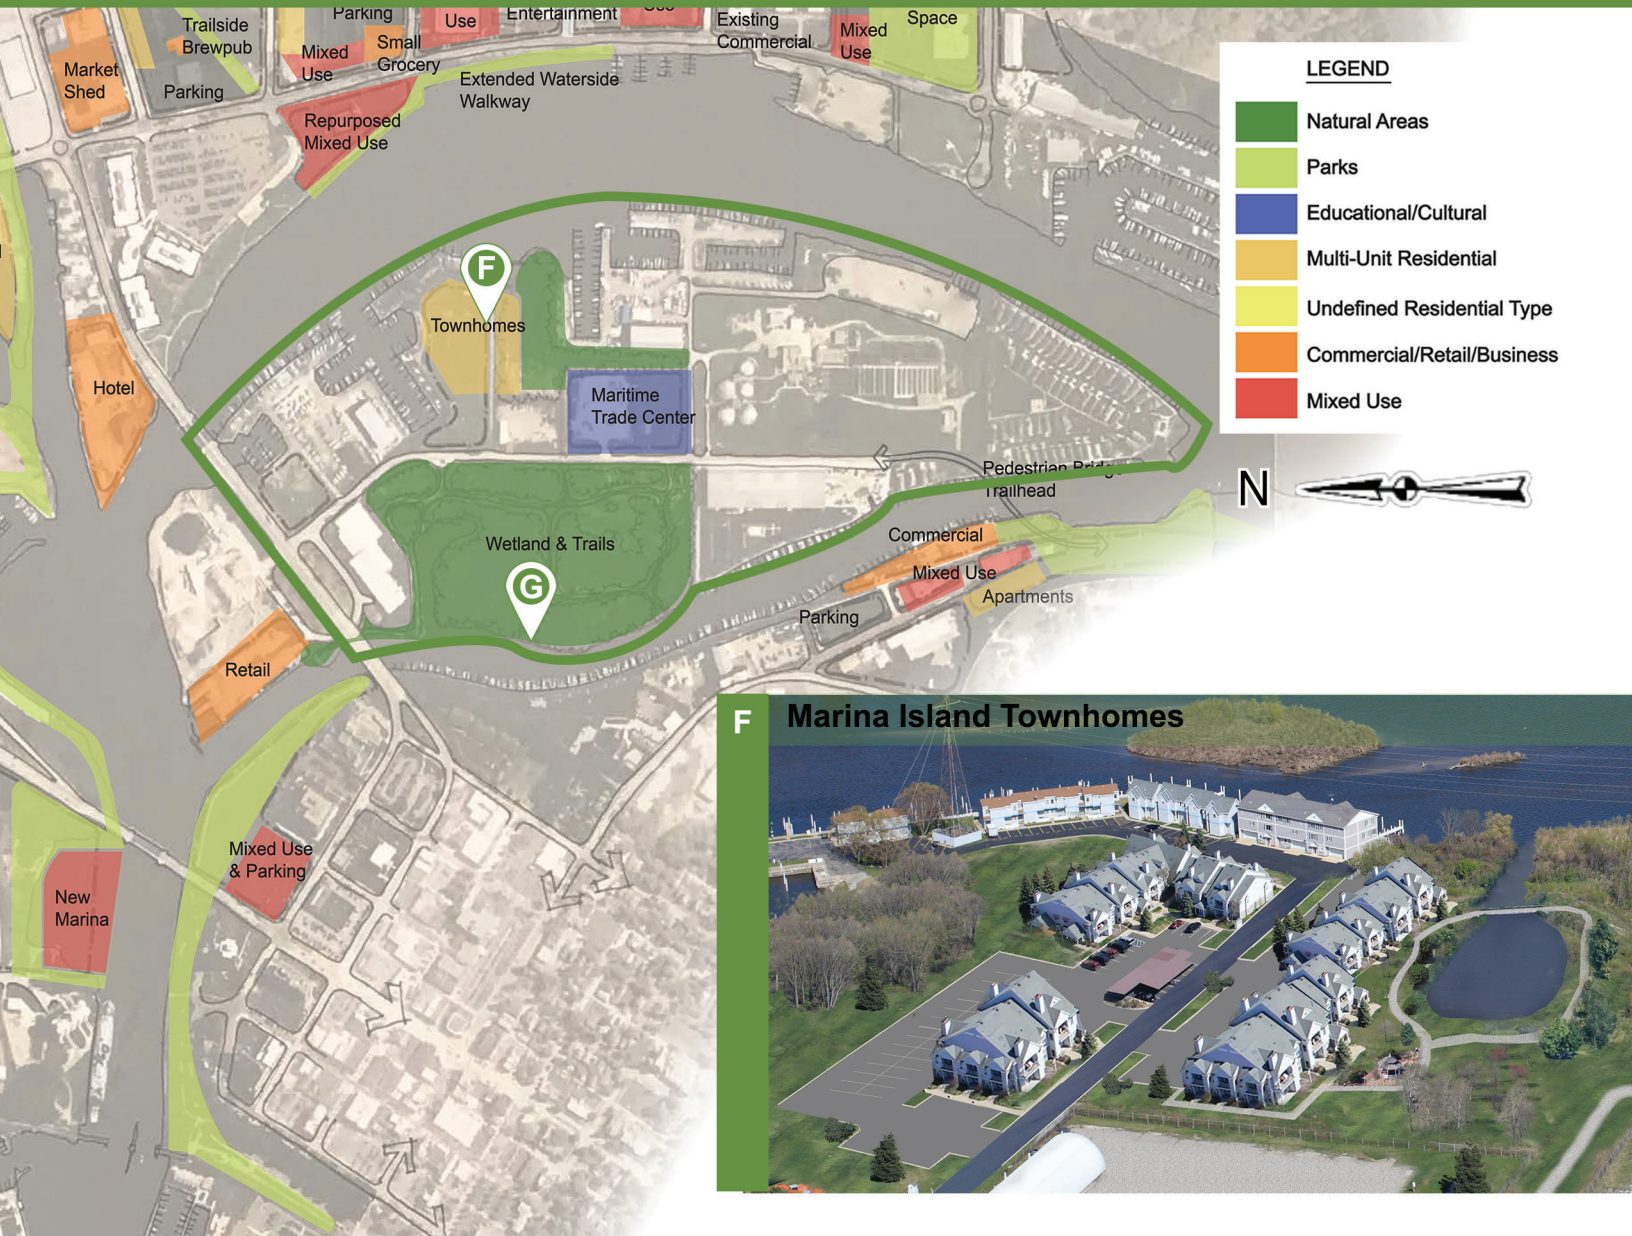 Parking
Use
Entertainment
Use
Existing
Commercial
Space
Trailside
Brewpub
Mixed
Use
Small
Grocery
Mixed
Use
Market
Shed
Parking
Extended Waterside
Walkway
Repurposed
Mixed Use
LEGEND
Natural Areas
Parks
Educational/Cultural
Multi-Unit Residential
Undefined Residential Type
Commercial/Retail/Business
Mixed Use
F
Townhomes
Hotel
Maritime
Trade Center
Pedestrian Bridge
Trailhead
N
Wetland & Trails
G
Commercial
Mixed Use
Apartments
Parking
Retail
Mixed Use
& Parking
New
Marina
F
Marina Island Townhomes